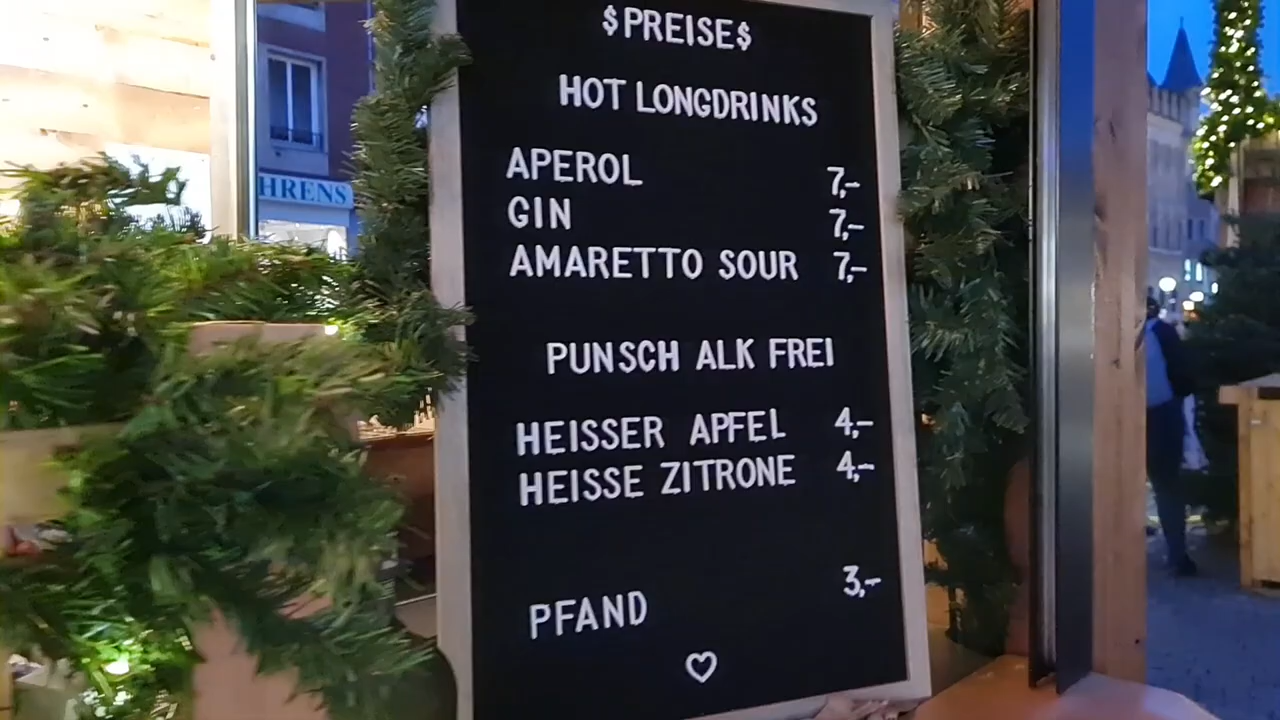 $PREISE$
HOT LONGDRINKS
APEROL 7,-
GIN 7,-
AMARETTO SOUR 7,-
PUNSCH ALK FREI
HEISSER APFEL 4,-
HEISSE ZITRONE 4,-
PFAND 3,-
HRENS